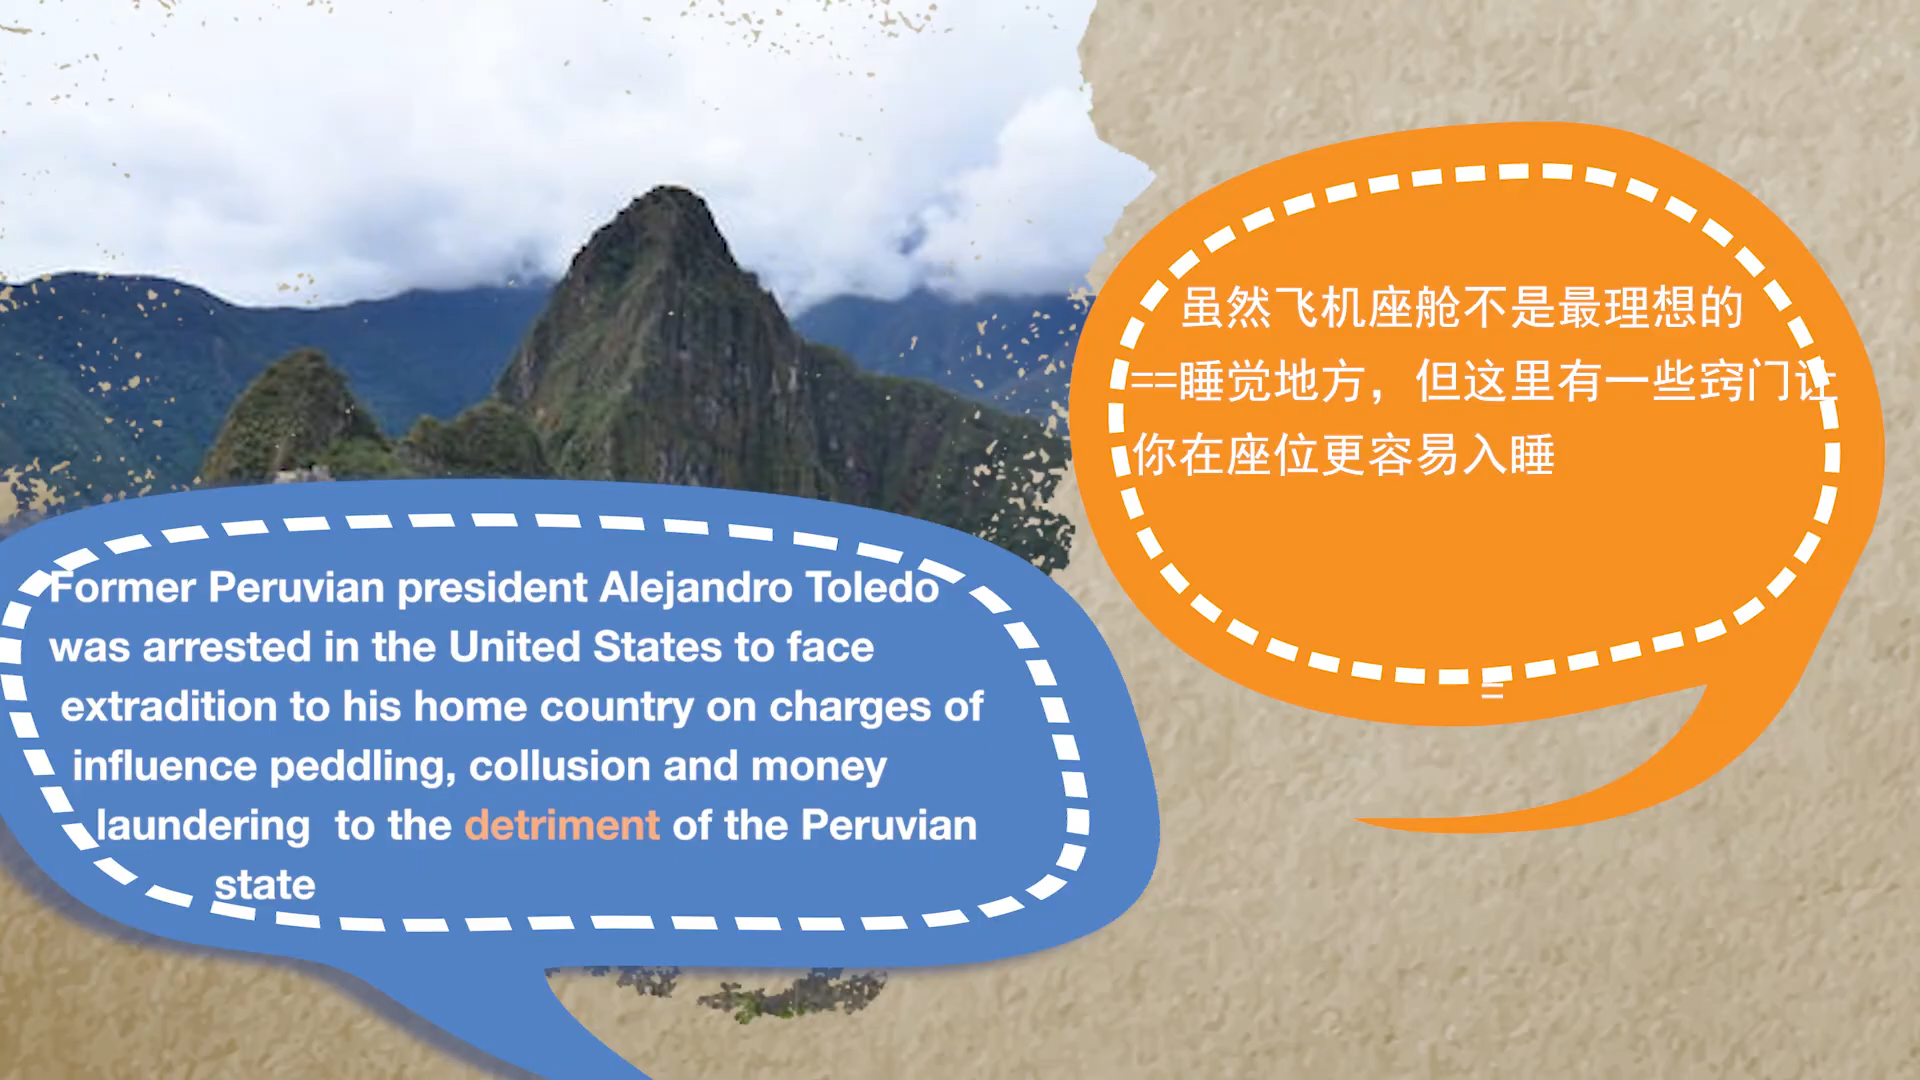 虽然飞机座舱不是最理想的
==睡觉地方，但这里有一些窍门让
你在座位更容易入睡
=
Former Peruvian president Alejandro Toledo
was arrested in the United States to face
extradition to his home country on charges of
influence peddling, collusion and money
laundering  to the detriment of the Peruvian
state